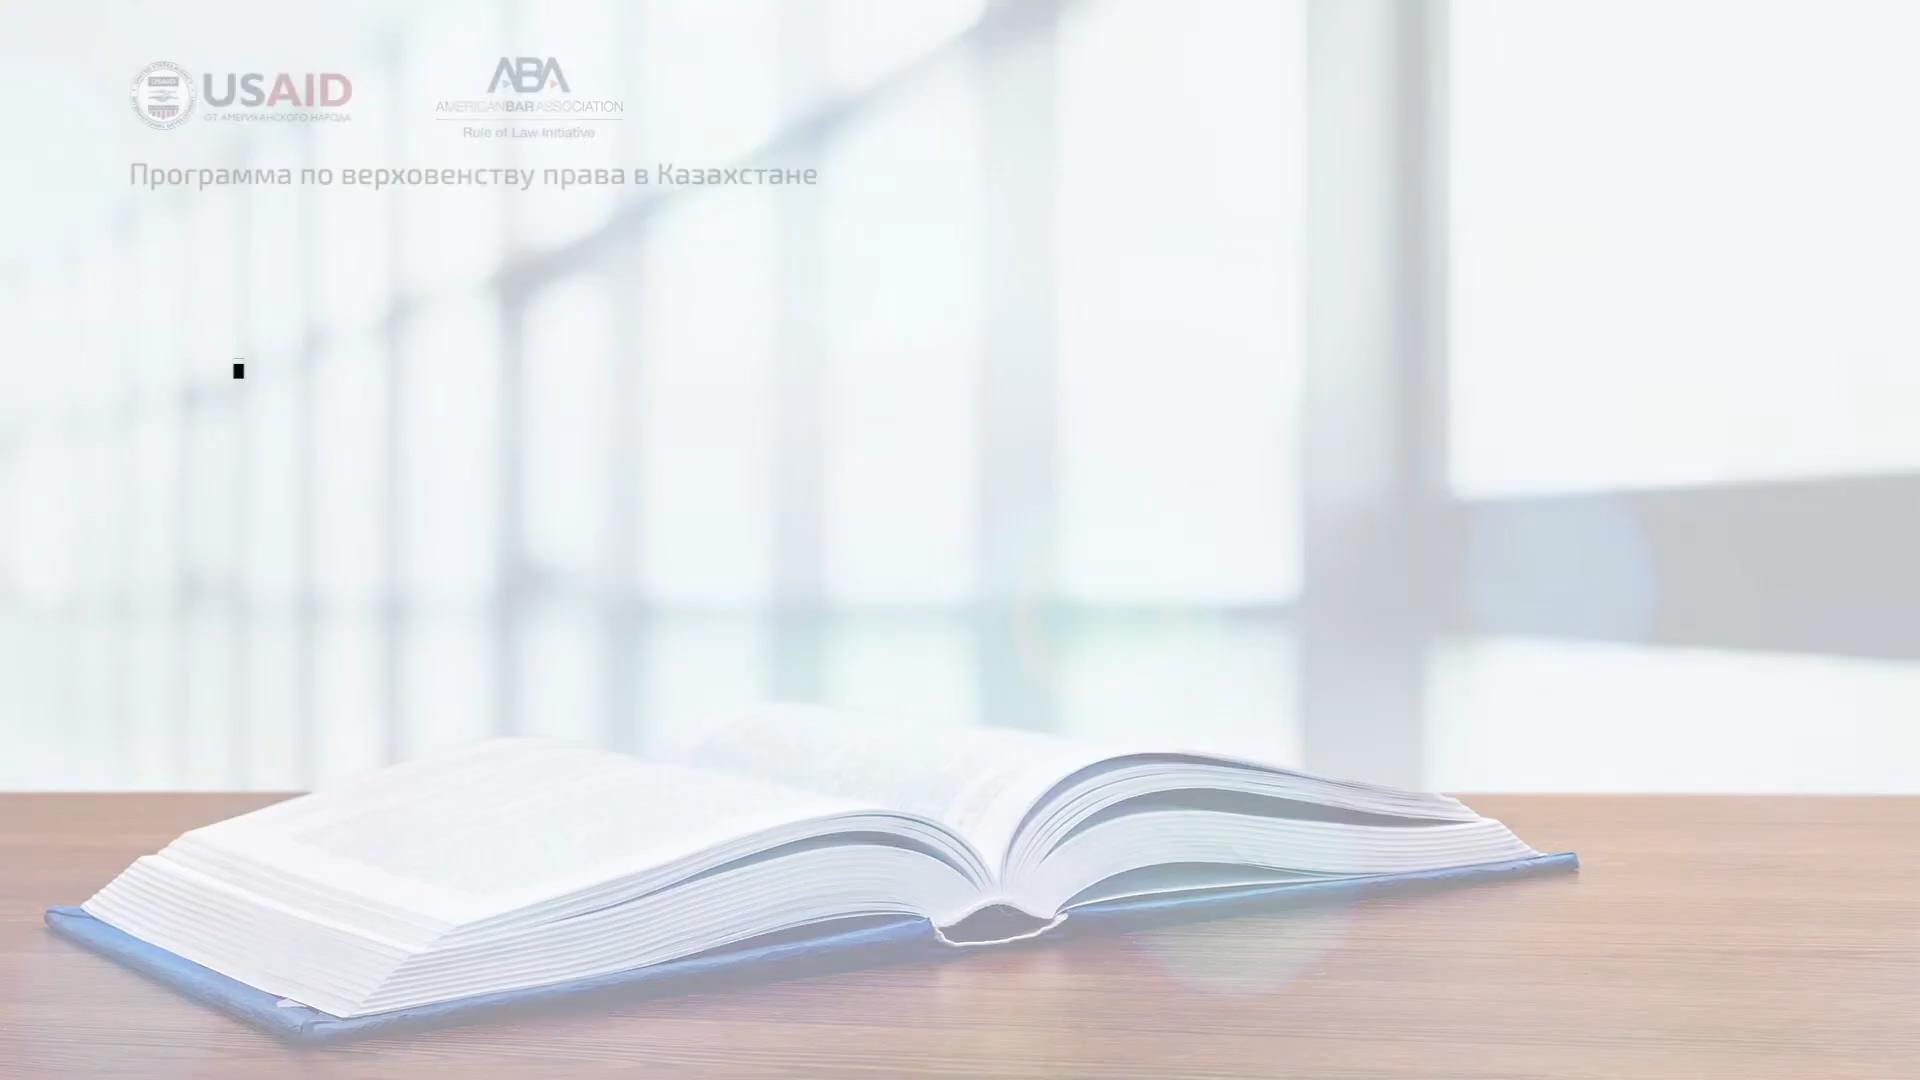 USAID
ОТ АМЕРИКАНСКОГО НАРОДА
ABA
AMERICAN BAR ASSOCIATION
Rule of Law Initiative
Программа по верховенству права в Казахстане